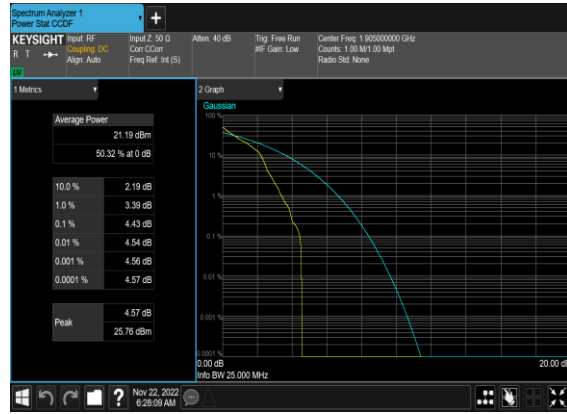 Spectrum Analyzer 1
Power Stat CCDF
+
KEYSIGHT
R T
Input: RF
Coupling: DC
Align: Auto
Input Z: 50 Ω
Corr CCorr
Freq Ref: Int (S)
Atten: 40 dB
Trig: Free Run
#IF Gain: Low
Center Freq: 1.905000000 GHz
Counts: 1.00 M/1.00 Mpt
Radio Std: None
1 Metrics
Average Power
21.19 dBm
50.32 % at 0 dB
10.0 % 2.19 dB
1.0 % 3.39 dB
0.1 % 4.43 dB
0.01 % 4.54 dB
0.001 % 4.56 dB
0.0001 % 4.57 dB
Peak
4.57 dB
25.76 dBm
2 Graph
Gaussian
100 %
10 %
1 %
0.1 %
0.01 %
0.001 %
0.0001 %
0.00 dB
20.00 dB
Info BW 25.000 MHz
?
Nov 22, 2022
6:28:09 AM